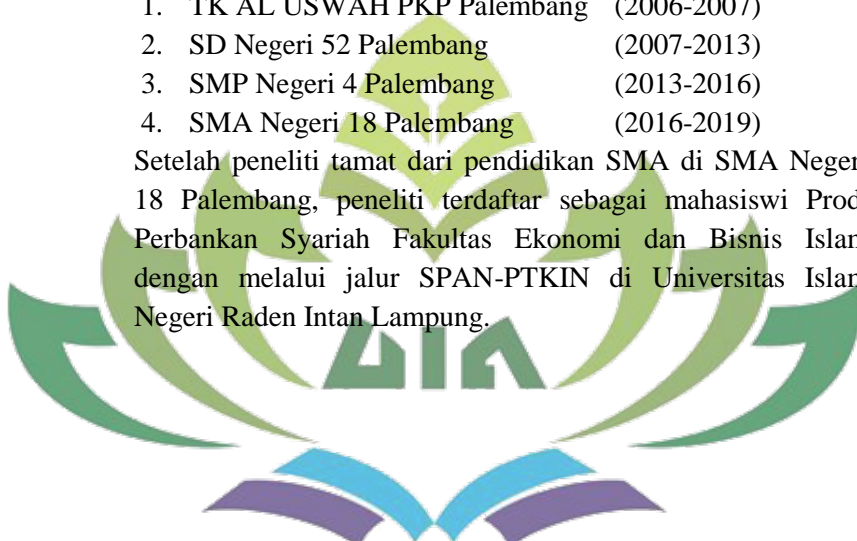 1. TK AL USWAH PKP Palembang (2006-2007)
2. SD Negeri 52 Palembang (2007-2013)
3. SMP Negeri 4 Palembang (2013-2016)
4. SMA Negeri 18 Palembang (2016-2019)
Setelah peneliti tamat dari pendidikan SMA di SMA Neger
18 Palembang, peneliti terdaftar sebagai mahasiswi Prod
Perbankan Syariah Fakultas Ekonomi dan Bisnis Islan
dengan melalui jalur SPAN-PTKIN di Universitas Islan
Negeri Raden Intan Lampung.
UIN